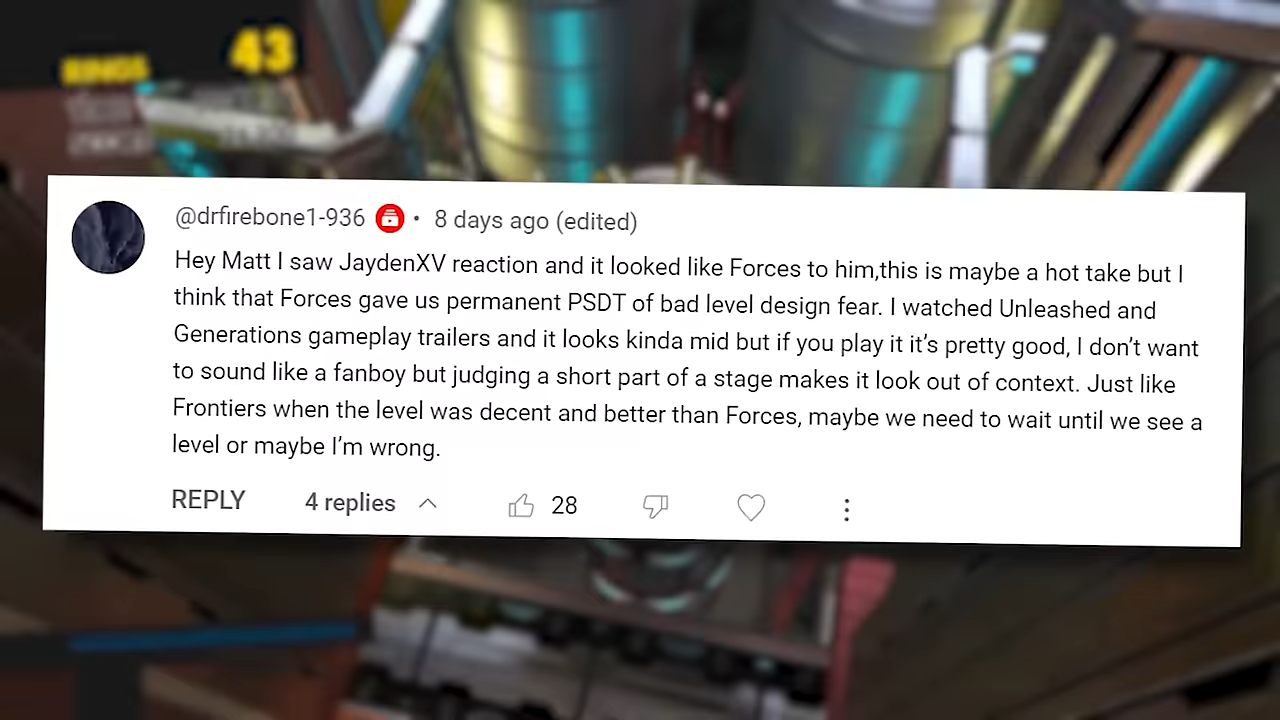 RINGS
43
@drfirebone1-936 • 8 days ago (edited)
Hey Matt I saw JaydenXV reaction and it looked like Forces to him,this is maybe a hot take but I
think that Forces gave us permanent PSDT of bad level design fear. I watched Unleashed and
Generations gameplay trailers and it looks kinda mid but if you play it it’s pretty good, I don’t want
to sound like a fanboy but judging a short part of a stage makes it look out of context. Just like
Frontiers when the level was decent and better than Forces, maybe we need to wait until we see a
level or maybe I’m wrong.
REPLY 4 replies 28